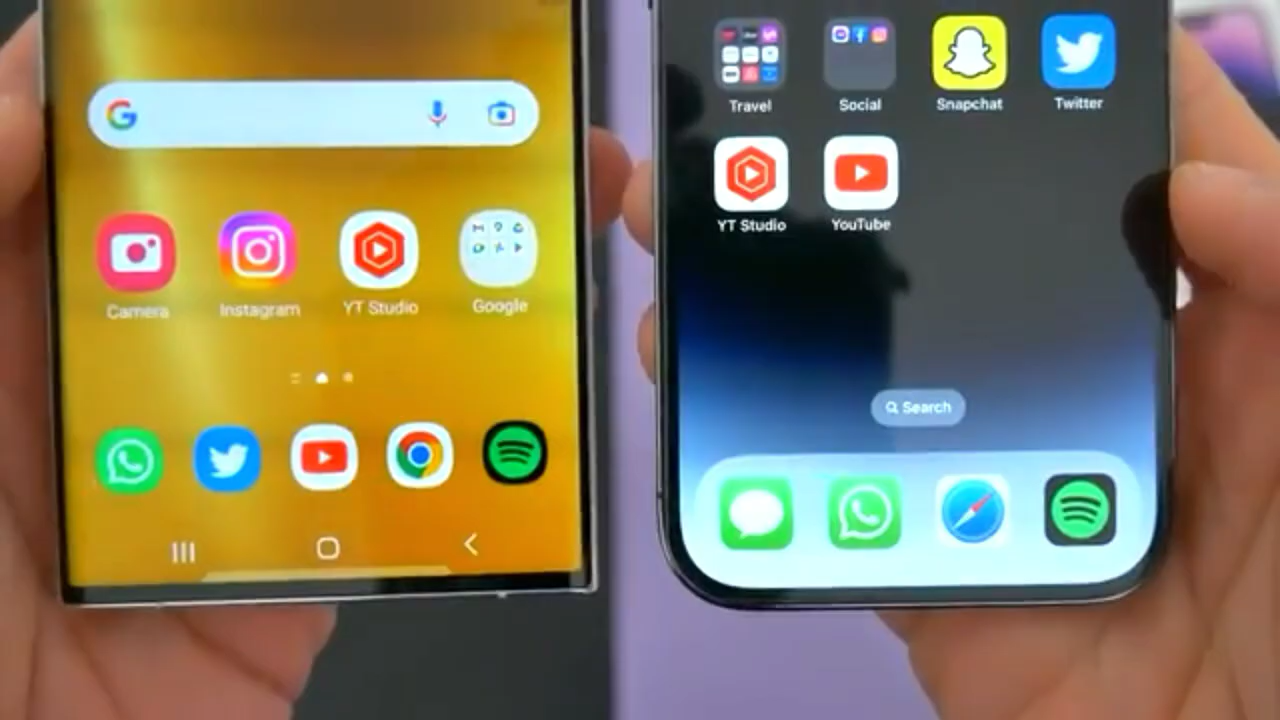 Camera
Instagram
YT Studio
Google
Travel
Social
Snapchat
Twitter
YT Studio
YouTube
Search